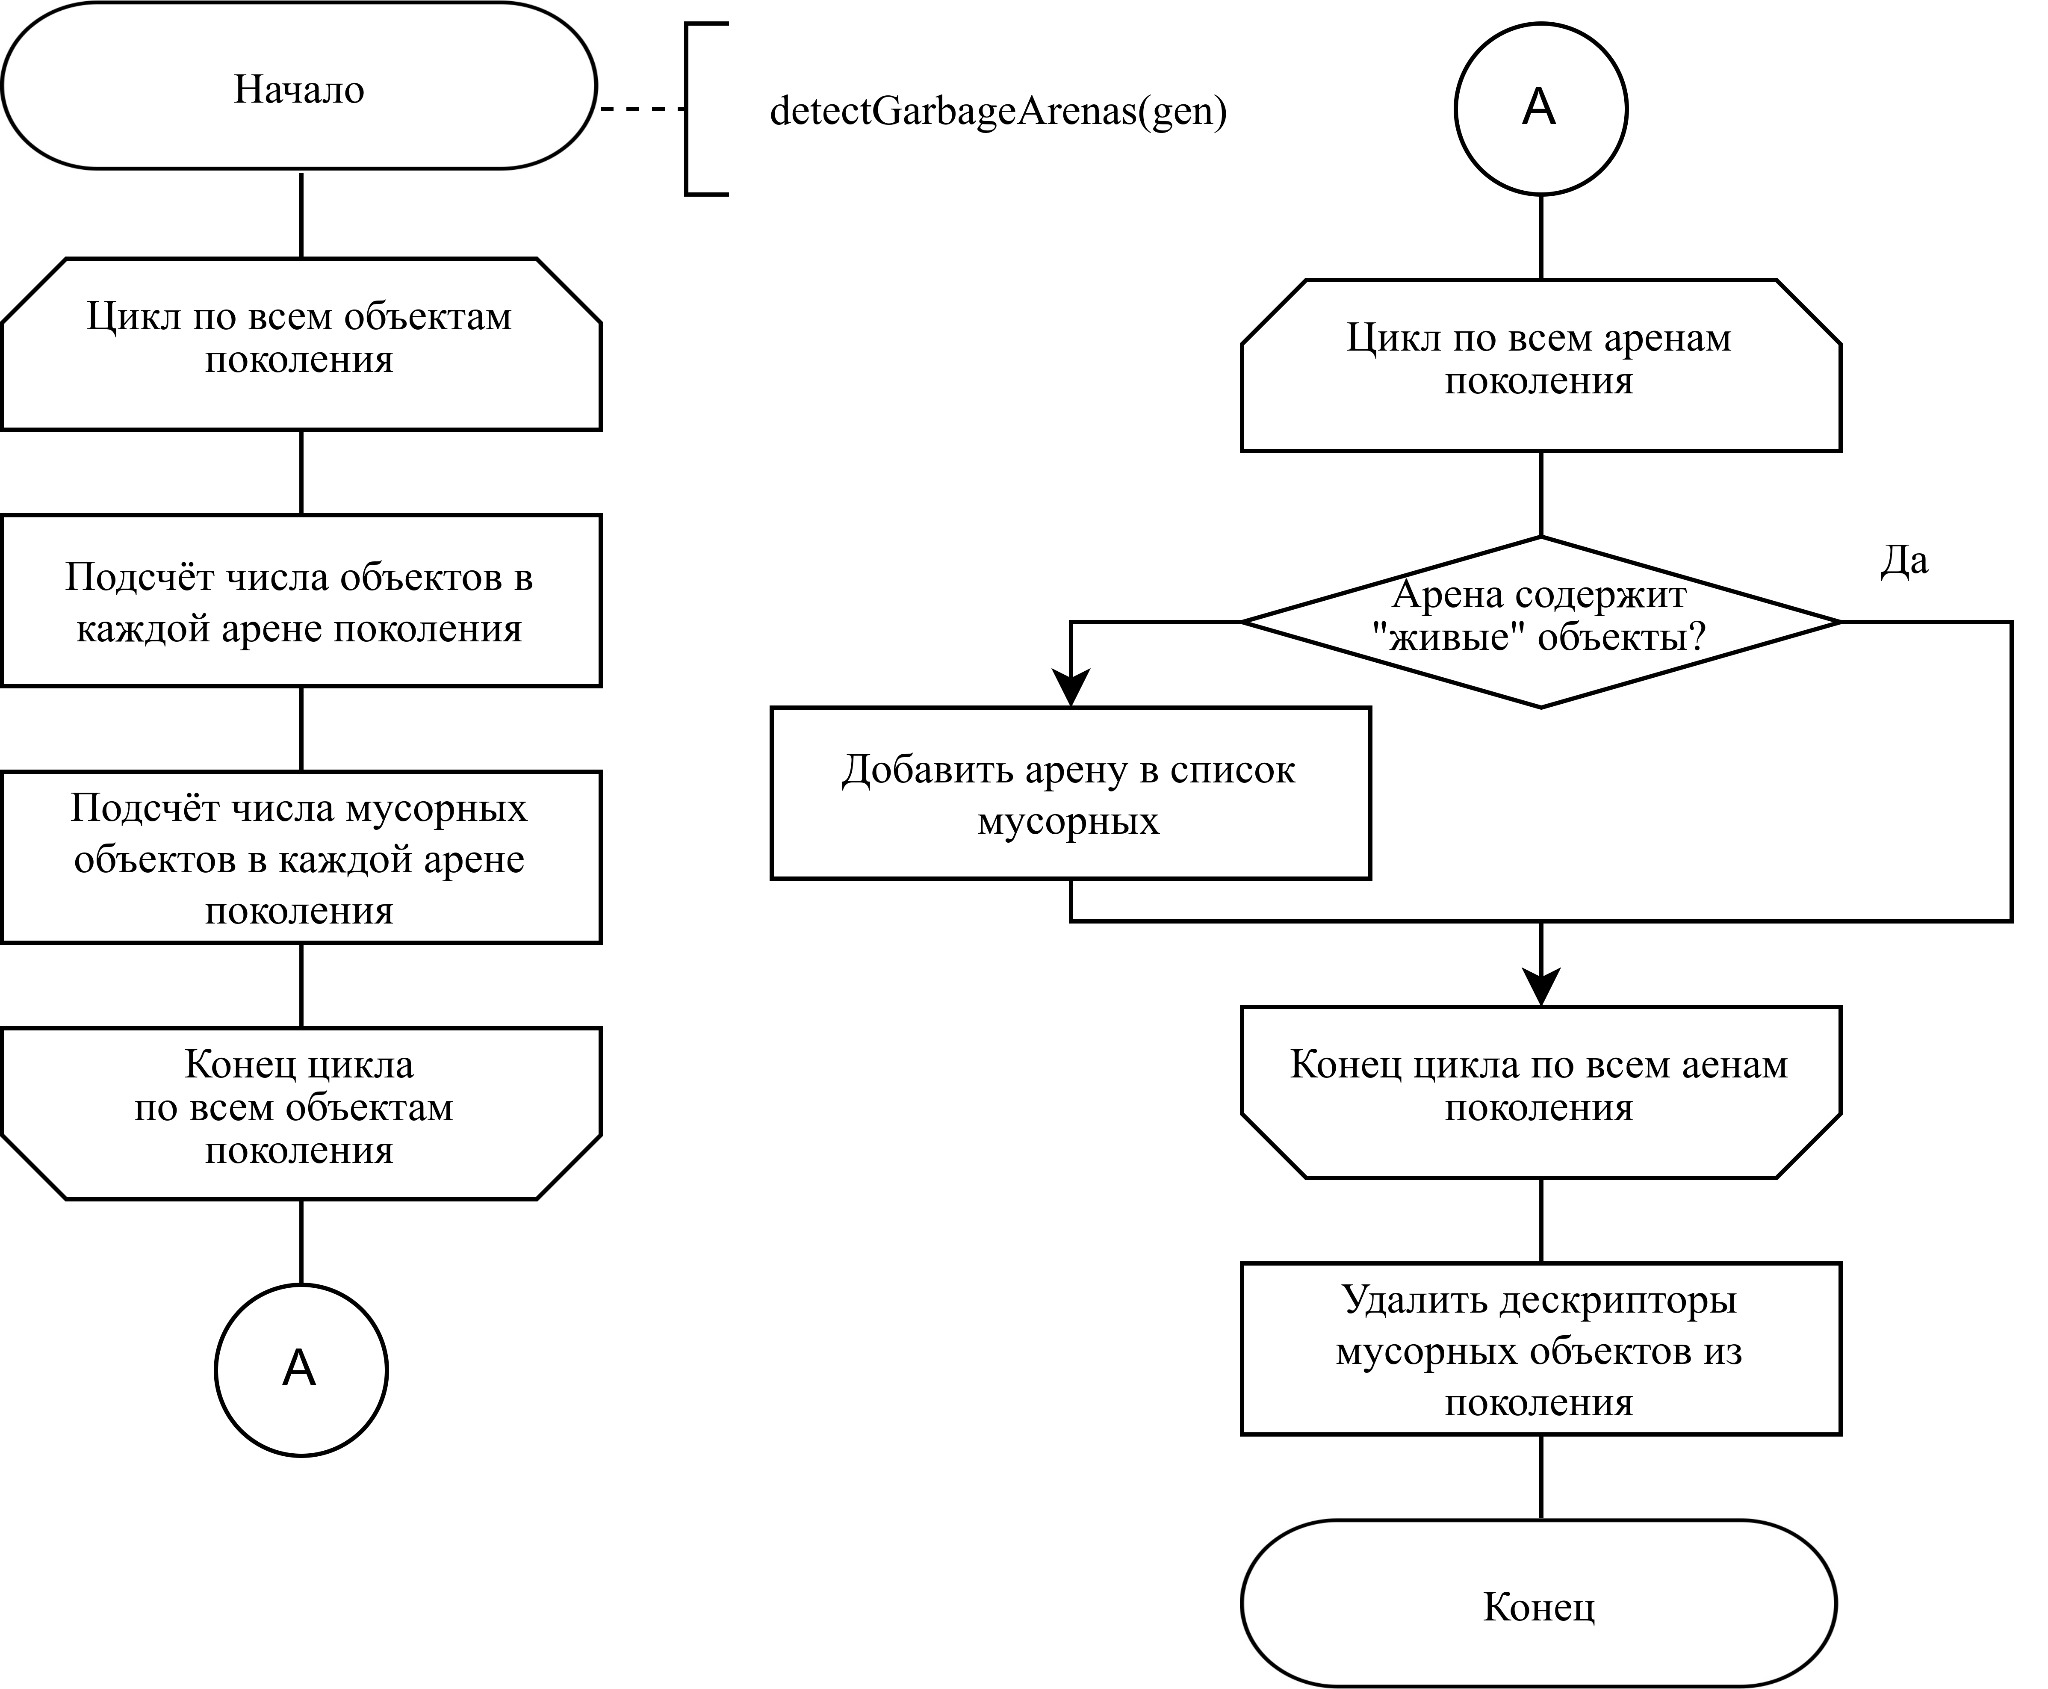 Начало
detectGarbageArenas(gen)
Цикл по всем объектам
поколения
Подсчёт числа объектов в
каждой арене поколения
Подсчёт числа мусорных
объектов в каждой арене
поколения
Конец цикла
по всем объектам
поколения
A
A
Цикл по всем аренам
поколения
Арена содержит
"живые" объекты?
Да
Добавить арену в список
мусорных
Конец цикла по всем аенам
поколения
Удалить дескрипторы
мусорных объектов из
поколения
Конец